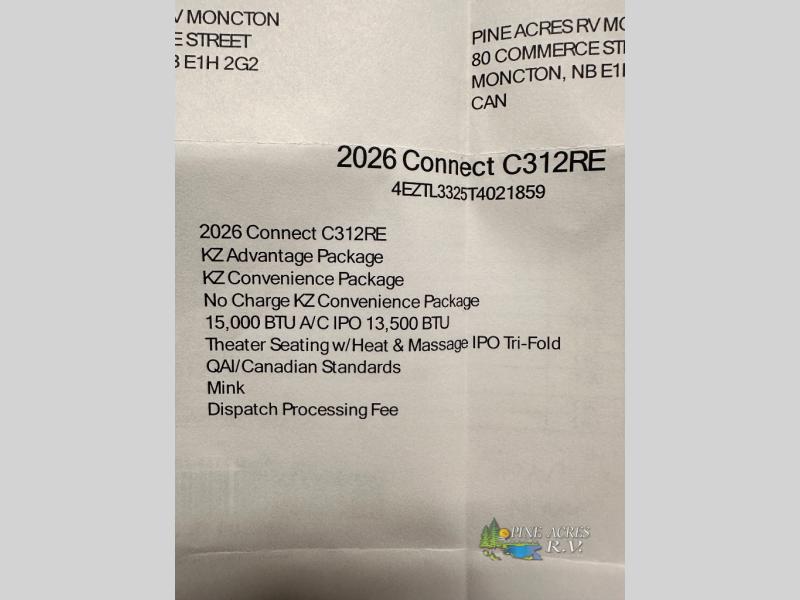 V MONCTON
E STREET
B E1H 2G2
PINE ACRES RV MO
80 COMMERCE ST
MONCTON, NB E1
CAN
2026 Connect C312RE
4EZTL3325T4021859
2026 Connect C312RE
KZ Advantage Package
KZ Convenience Package
No Charge KZ Convenience Package
15,000 BTU A/C IPO 13,500 BTU
Theater Seating w/Heat & Massage IPO Tri-Fold
QAI/Canadian Standards
Mink
Dispatch Processing Fee
PINE ACRES
R.V.